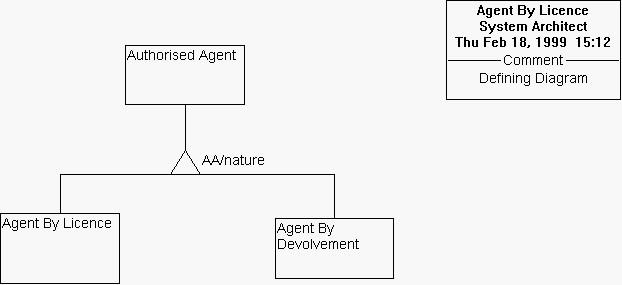 Agent By Licence
System Architect
Thu Feb 18, 1999  15:12
Comment
Defining Diagram
Authorised Agent
AA/nature
Agent By Licence
Agent By
Devolvement